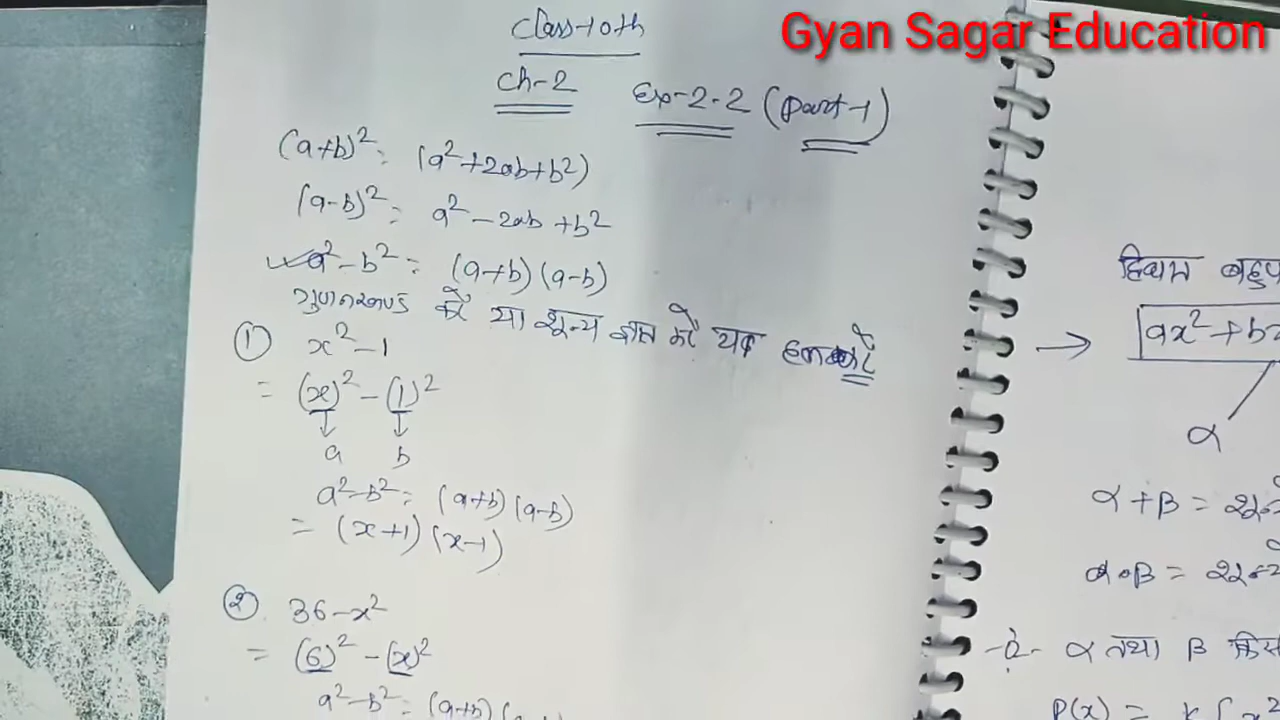 Gyan Sagar Education
Class-10th
Ch-2 Ex-2.2 (Part-1)
(a+b)² = (a²+2ab+b²)
(a-b)² = a²-2ab+b²
✓a²-b² = (a+b)(a-b)
गुणनखण्ड करें या शून्य ज्ञात करें
① x²-1
= (x)² - (1)²
↓ ↓
a b
a²-b² = (a+b)(a-b)
= (x+1)(x-1)
② 36-x²
= (6)² - (x)²
a²-b² = (a+b)(a
द्विघात
→ ax²+b
α
α+β =
α·β =
α तथा β
P(x) = x²